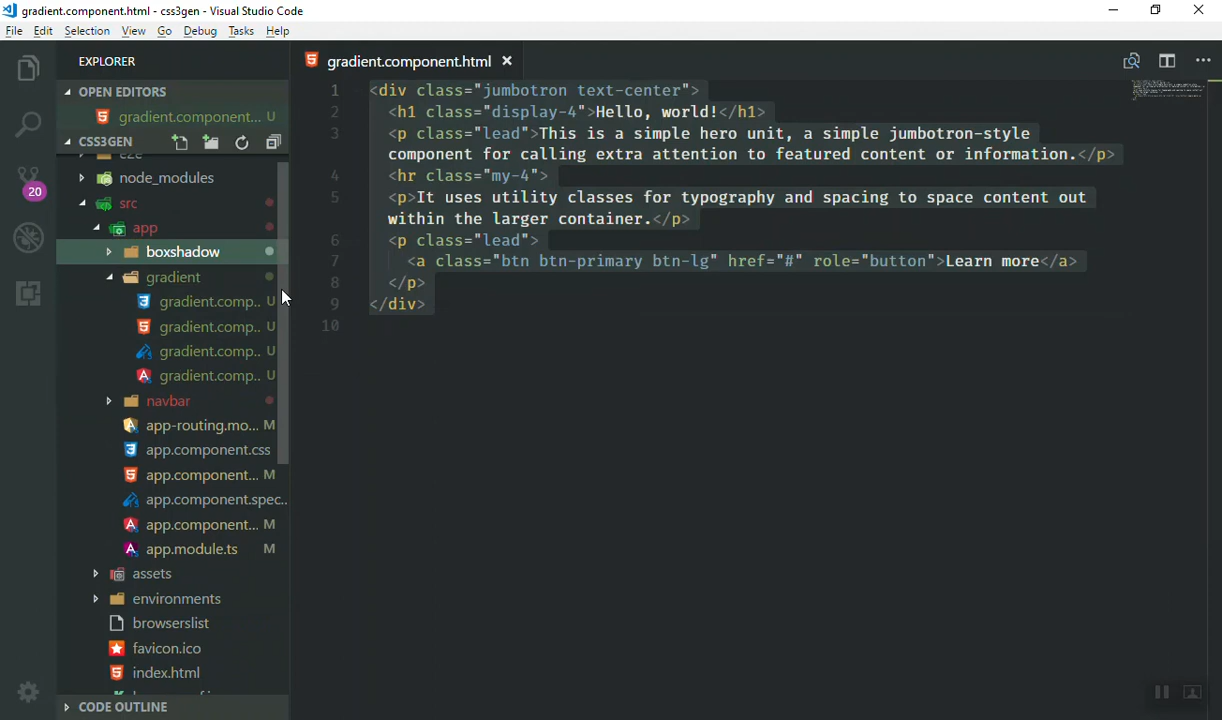 gradient.component.html - css3gen - Visual Studio Code
File Edit Selection View Go Debug Tasks Help
EXPLORER
OPEN EDITORS
gradient.component... U
CSS3GEN
e2e
node_modules
src
app
boxshadow
gradient
gradient.comp.. U
gradient.comp.. U
gradient.comp.. U
gradient.comp.. U
navbar
app-routing.mo... M
app.component.css
app.component... M
app.component.spec..
app.component... M
app.module.ts M
assets
environments
browserslist
favicon.ico
index.html
CODE OUTLINE
20
gradient.component.html
1 <div class="jumbotron text-center">
2 <h1 class="display-4">Hello, world!</h1>
3 <p class="lead">This is a simple hero unit, a simple jumbotron-style
component for calling extra attention to featured content or information.</p>
4 <hr class="my-4">
5 <p>It uses utility classes for typography and spacing to space content out
within the larger container.</p>
6 <p class="lead">
7 <a class="btn btn-primary btn-lg" href="#" role="button">Learn more</a>
8 </p>
9 </div>
10